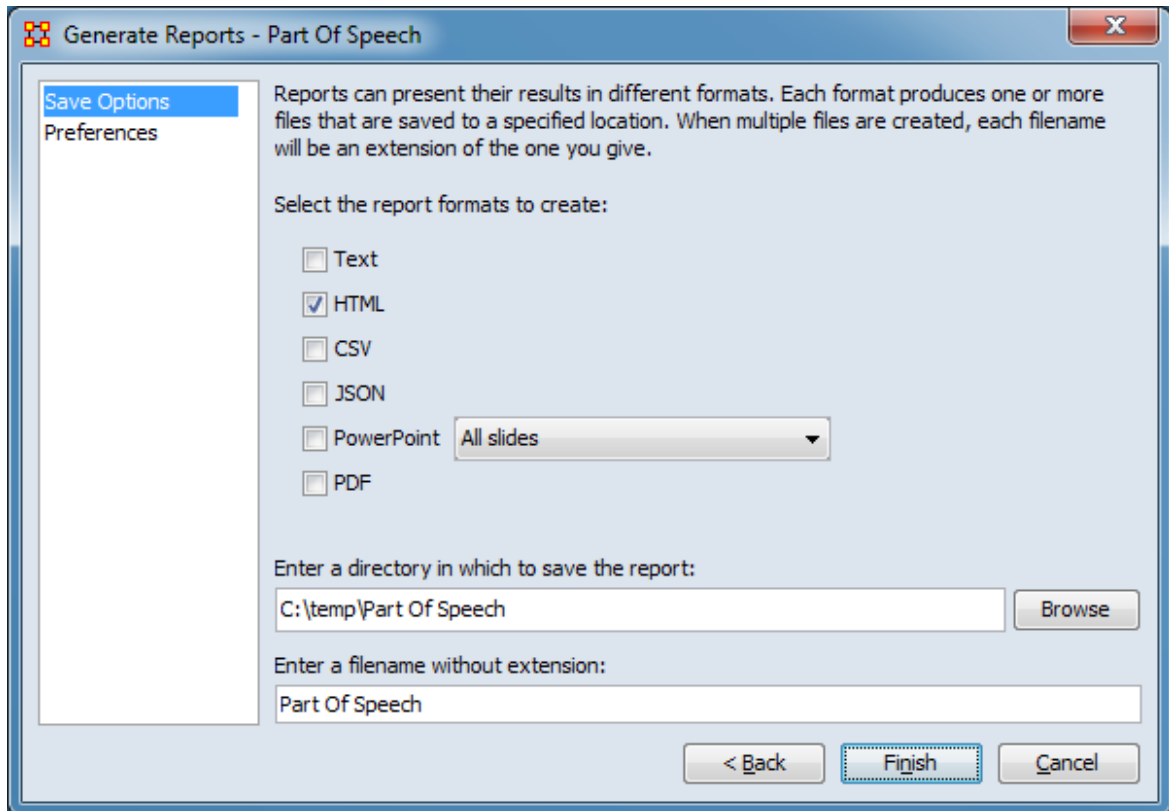 Generate Reports - Part Of Speech
Save Options
Preferences
Reports can present their results in different formats. Each format produces one or more
files that are saved to a specified location. When multiple files are created, each filename
will be an extension of the one you give.
Select the report formats to create:
Text
HTML
CSV
JSON
PowerPoint All slides
PDF
Enter a directory in which to save the report:
C:\temp\Part Of Speech Browse
Enter a filename without extension:
Part Of Speech
< Back Finish Cancel